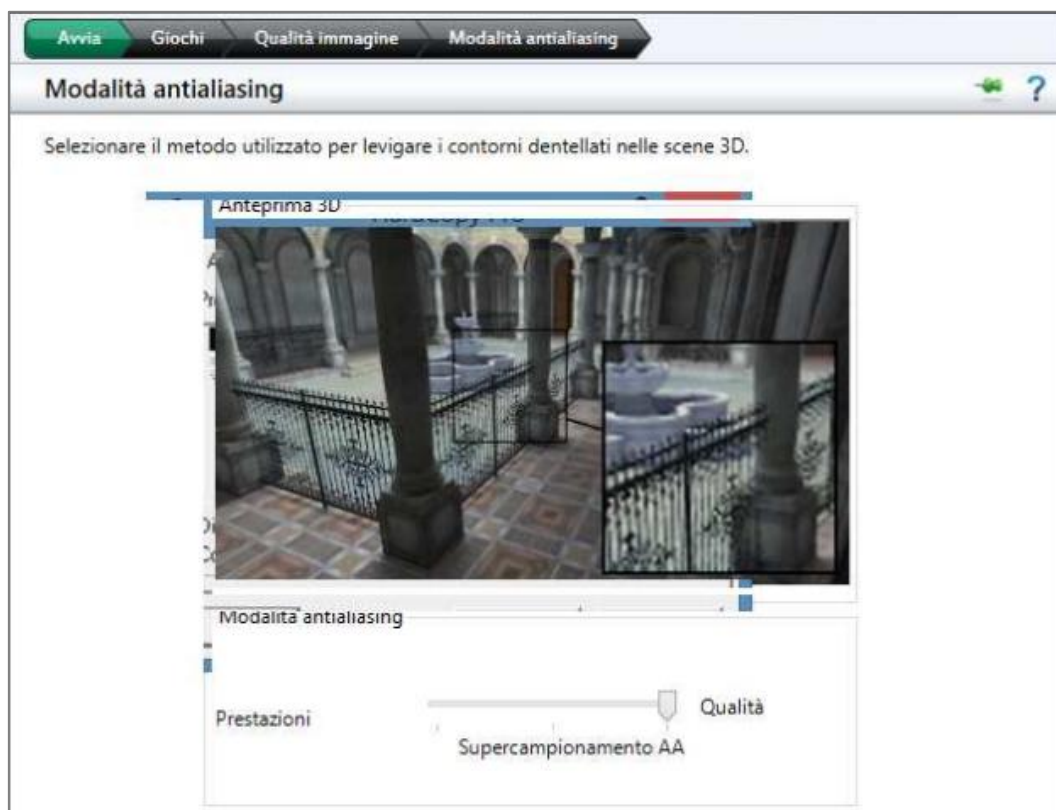 Avvia Giochi Qualità immagine Modalità antialiasing
Modalità antialiasing
?
Selezionare il metodo utilizzato per levigare i contorni dentellati nelle scene 3D.
Anteprima 3D
Modalità antialiasing
Prestazioni
Qualità
Supercampionamento AA